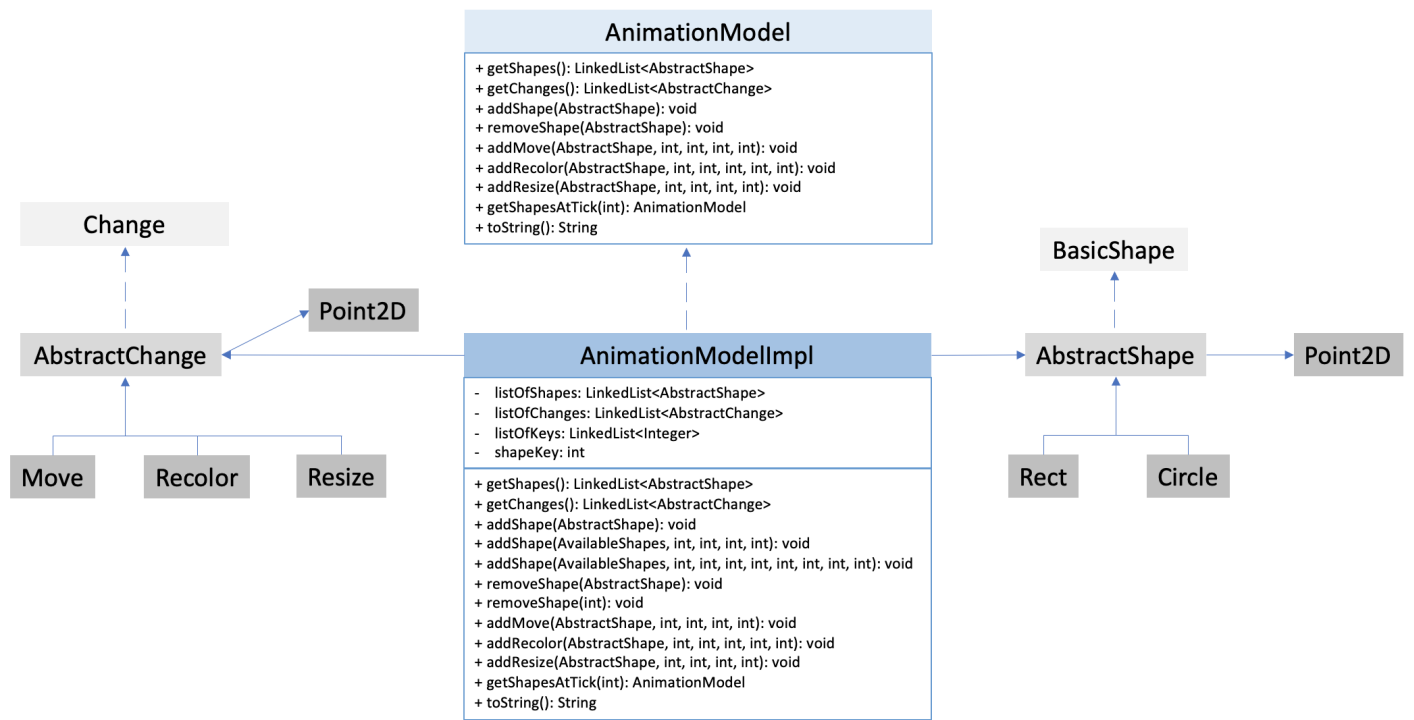 AnimationModel
+ getShapes(): LinkedList<AbstractShape>
+ getChanges(): LinkedList<AbstractChange>
+ addShape(AbstractShape): void
+ removeShape(AbstractShape): void
+ addMove(AbstractShape, int, int, int, int): void
+ addRecolor(AbstractShape, int, int, int, int, int): void
+ addResize(AbstractShape, int, int, int, int): void
+ getShapesAtTick(int): AnimationModel
+ toString(): String
Change
BasicShape
Point2D
AbstractChange
AnimationModelImpl
AbstractShape
Point2D
- listOfShapes: LinkedList<AbstractShape>
- listOfChanges: LinkedList<AbstractChange>
- listOfKeys: LinkedList<Integer>
- shapeKey: int
Move
Recolor
Resize
Rect
Circle
+ getShapes(): LinkedList<AbstractShape>
+ getChanges(): LinkedList<AbstractChange>
+ addShape(AbstractShape): void
+ addShape(AvailableShapes, int, int, int, int): void
+ addShape(AvailableShapes, int, int, int, int, int, int, int, int): void
+ removeShape(AbstractShape): void
+ removeShape(int): void
+ addMove(AbstractShape, int, int, int, int): void
+ addRecolor(AbstractShape, int, int, int, int, int): void
+ addResize(AbstractShape, int, int, int, int): void
+ getShapesAtTick(int): AnimationModel
+ toString(): String